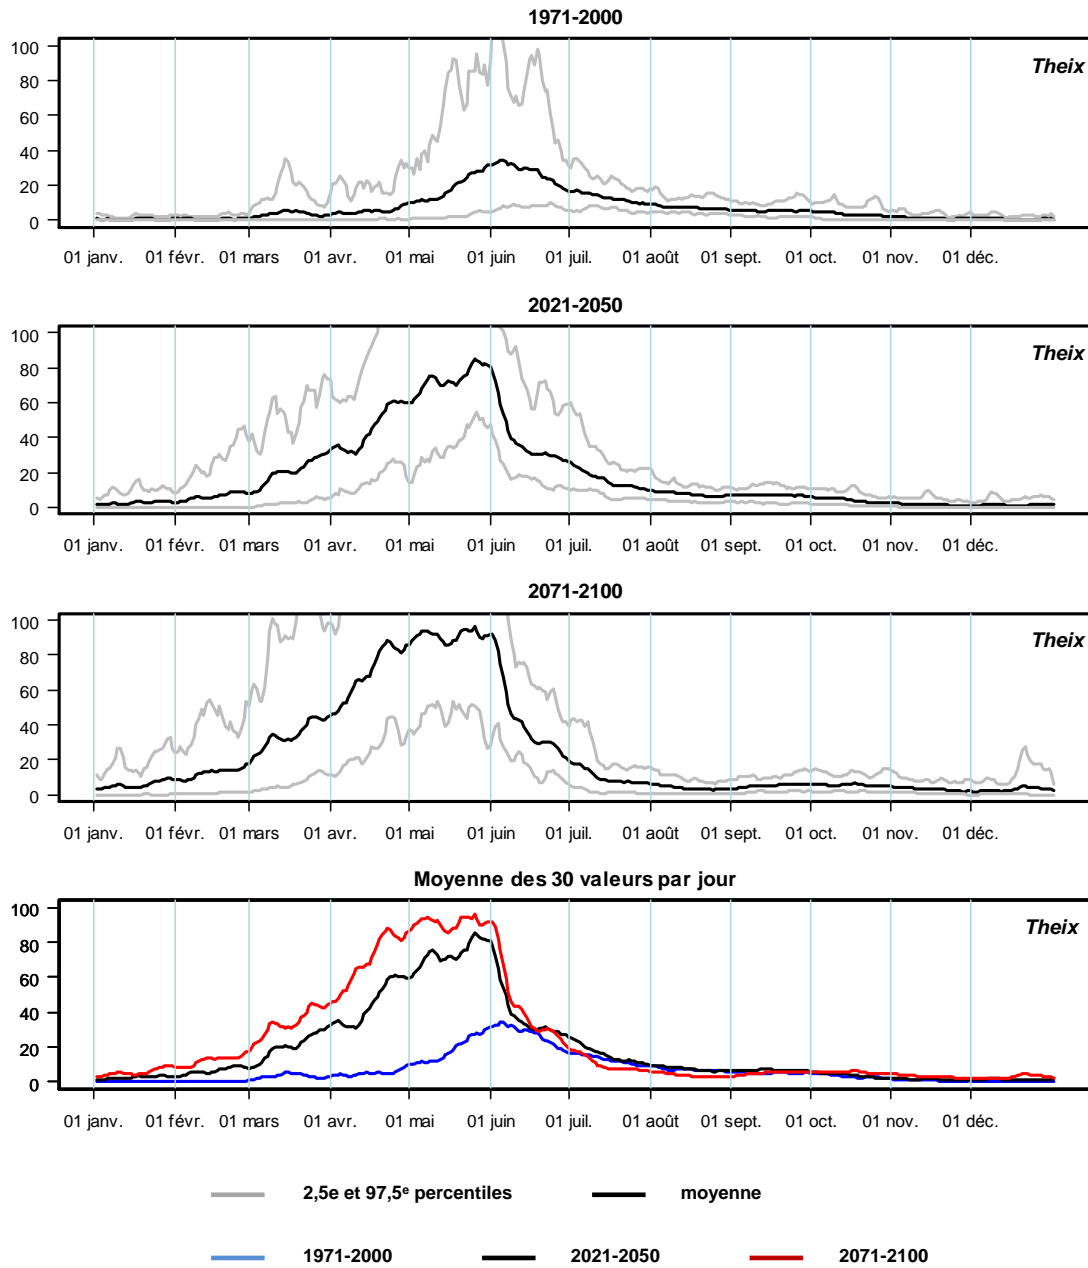 1971-2000
Theix
100
80
60
40
20
0
01 janv. 01 févr. 01 mars 01 avr. 01 mai 01 juin 01 juil. 01 août 01 sept. 01 oct. 01 nov. 01 déc.
2021-2050
Theix
100
80
60
40
20
0
01 janv. 01 févr. 01 mars 01 avr. 01 mai 01 juin 01 juil. 01 août 01 sept. 01 oct. 01 nov. 01 déc.
2071-2100
Theix
100
80
60
40
20
0
01 janv. 01 févr. 01 mars 01 avr. 01 mai 01 juin 01 juil. 01 août 01 sept. 01 oct. 01 nov. 01 déc.
Moyenne des 30 valeurs par jour
Theix
100
80
60
40
20
0
01 janv. 01 févr. 01 mars 01 avr. 01 mai 01 juin 01 juil. 01 août 01 sept. 01 oct. 01 nov. 01 déc.
2,5e et 97,5ᵉ percentiles moyenne
1971-2000 2021-2050 2071-2100